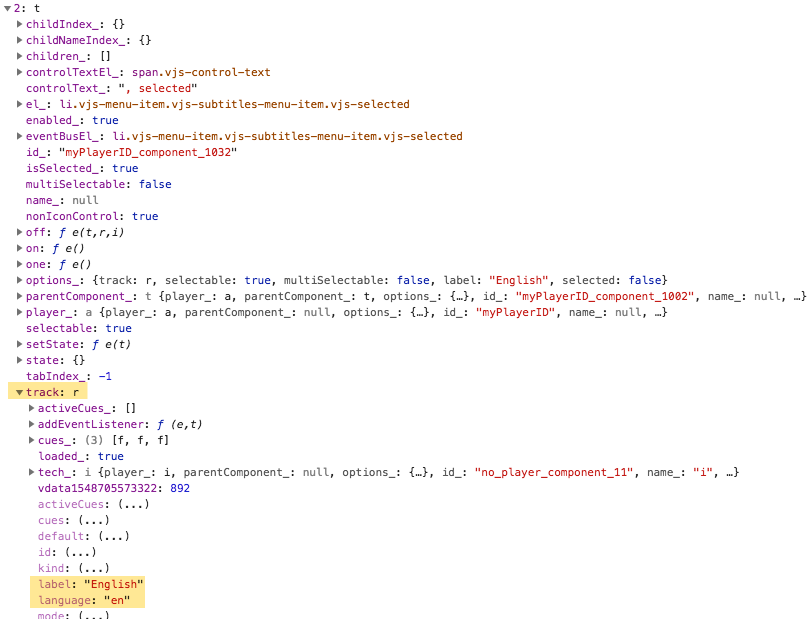 2: t
childIndex_: {}
childNameIndex_: {}
children_: []
controlTextEl_: span.vjs-control-text
controlText_: ", selected"
el_: li.vjs-menu-item.vjs-subtitles-menu-item.vjs-selected
enabled_: true
eventBusEl_: li.vjs-menu-item.vjs-subtitles-menu-item.vjs-selected
id_: "myPlayerID_component_1032"
isSelected_: true
multiSelectable: false
name_: null
nonIconControl: true
off: ƒ e(t,r,i)
on: ƒ e()
one: ƒ e()
options_: {track: r, selectable: true, multiSelectable: false, label: "English", selected: false}
parentComponent_: t {player_: a, parentComponent_: t, options_: {…}, id_: "myPlayerID_component_1002", name_: null, …}
player_: a {player_: a, parentComponent_: null, options_: {…}, id_: "myPlayerID", name_: null, …}
selectable: true
setState: ƒ e(t)
state: {}
tabIndex_: -1
track: r
activeCues_: []
addEventListener: ƒ (e,t)
cues_: (3) [f, f, f]
loaded_: true
tech_: i {player_: i, parentComponent_: null, options_: {…}, id_: "no_player_component_11", name_: "i", …}
vdata1548705573322: 892
activeCues: (...)
cues: (...)
default: (...)
id: (...)
kind: (...)
label: "English"
language: "en"
mode: (...)